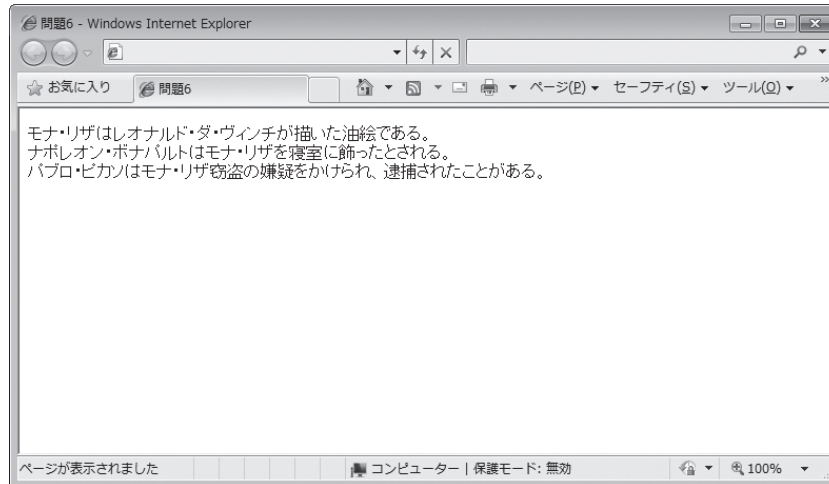 問題6 - Windows Internet Explorer
お気に入り 問題6 ページ(P) セーフティ(S) ツール(O) »
モナ・リザはレオナルド・ダ・ヴィンチが描いた油絵である。
ナポレオン・ボナパルトはモナ・リザを寝室に飾ったとされる。
パブロ・ピカソはモナ・リザ窃盗の嫌疑をかけられ、逮捕されたことがある。
ページが表示されました コンピューター | 保護モード: 無効 100%